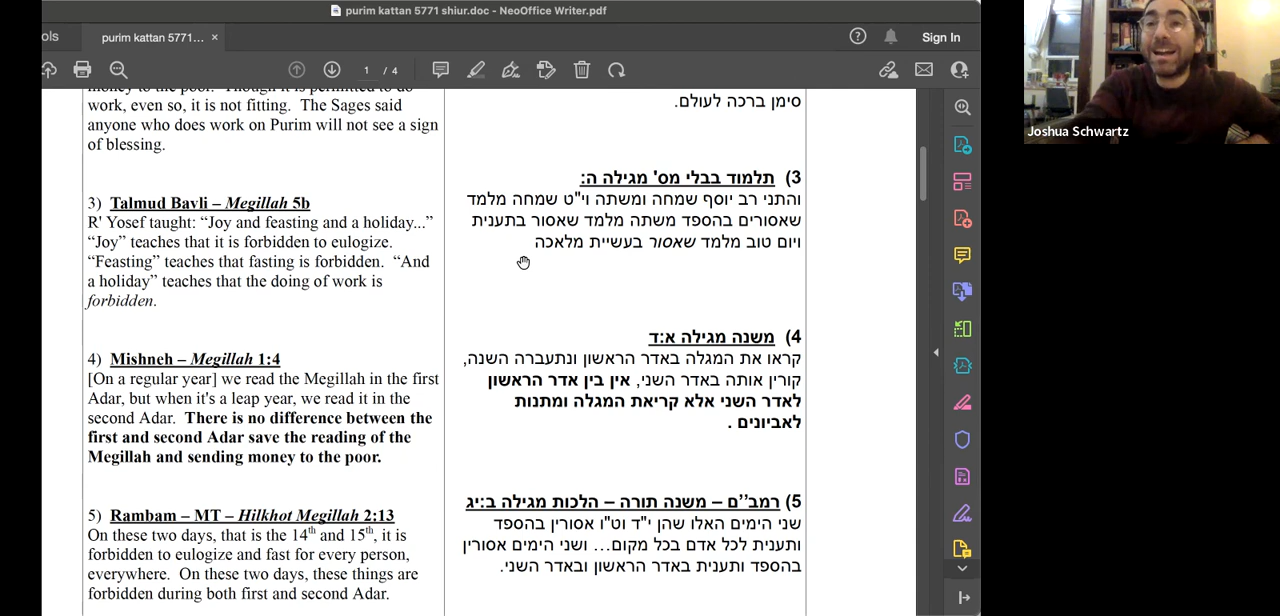 purim kattan 5771 shiur.doc - NeoOffice Writer.pdf
ols
purim kattan 5771... ×
Sign In
1 / 4
work, even so, it is not fitting. The Sages said
anyone who does work on Purim will not see a sign
of blessing.
סימן ברכה לעולם.
3) Talmud Bavli – Megillah 5b
R' Yosef taught: “Joy and feasting and a holiday...”
“Joy” teaches that it is forbidden to eulogize.
“Feasting” teaches that fasting is forbidden. “And
a holiday” teaches that the doing of work is
forbidden.
3) תלמוד בבלי מס' מגילה ה:
והתני רב יוסף שמחה ומשתה וי"ט שמחה מלמד
שאסורים בהספד משתה מלמד שאסור בתענית
ויום טוב מלמד שאסור בעשיית מלאכה
4) Mishneh – Megillah 1:4
[On a regular year] we read the Megillah in the first
Adar, but when it's a leap year, we read it in the
second Adar. There is no difference between the
first and second Adar save the reading of the
Megillah and sending money to the poor.
4) משנה מגילה א:ד
קראו את המגלה באדר הראשון ונתעברה השנה,
קורין אותה באדר השני, אין בין אדר הראשון
לאדר השני אלא קריאת המגלה ומתנות
לאביונים .
5) Rambam – MT – Hilkhot Megillah 2:13
On these two days, that is the 14th and 15th, it is
forbidden to eulogize and fast for every person,
everywhere. On these two days, these things are
forbidden during both first and second Adar.
5) רמב’’ם – משנה תורה – הלכות מגילה ב:יג
שני הימים האלו שהן י"ד וט"ו אסורין בהספד
ותענית לכל אדם בכל מקום... ושני הימים אסורין
בהספד ותענית באדר הראשון ובאדר השני.
Joshua Schwartz